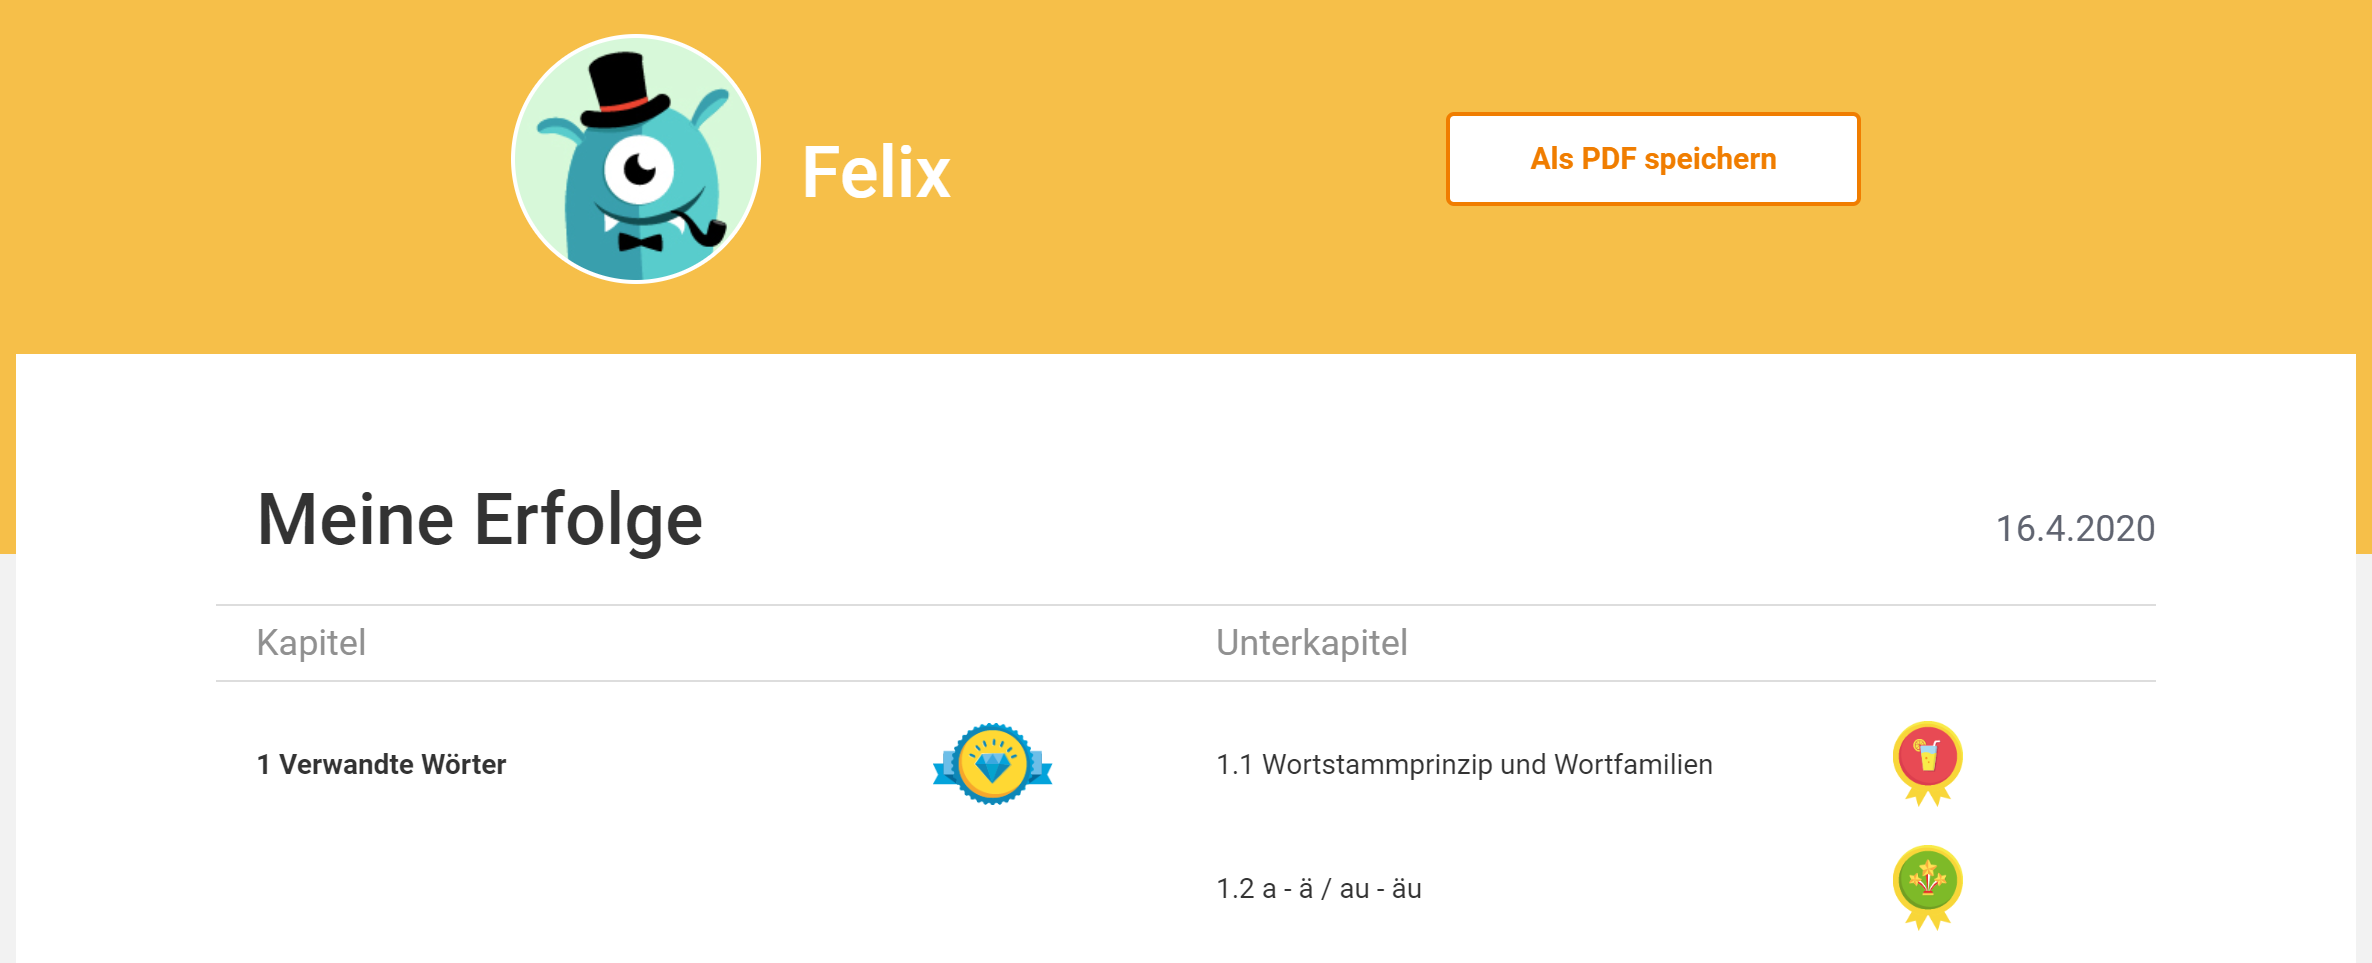 Felix
Als PDF speichern
Meine Erfolge
16.4.2020
Kapitel
Unterkapitel
1 Verwandte Wörter
1.1 Wortstammprinzip und Wortfamilien
1.2 a - ä / au - äu